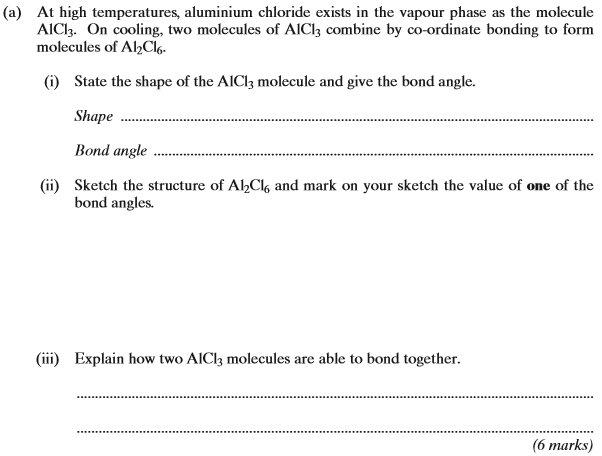 (a) At high temperatures, aluminium chloride exists in the vapour phase as the molecule
AlCl₃. On cooling, two molecules of AlCl₃ combine by co-ordinate bonding to form
molecules of Al₂Cl₆.
(i) State the shape of the AlCl₃ molecule and give the bond angle.
Shape ....................................................................................................
Bond angle ....................................................................................................
(ii) Sketch the structure of Al₂Cl₆ and mark on your sketch the value of one of the
bond angles.
(iii) Explain how two AlCl₃ molecules are able to bond together.
....................................................................................................
....................................................................................................
(6 marks)